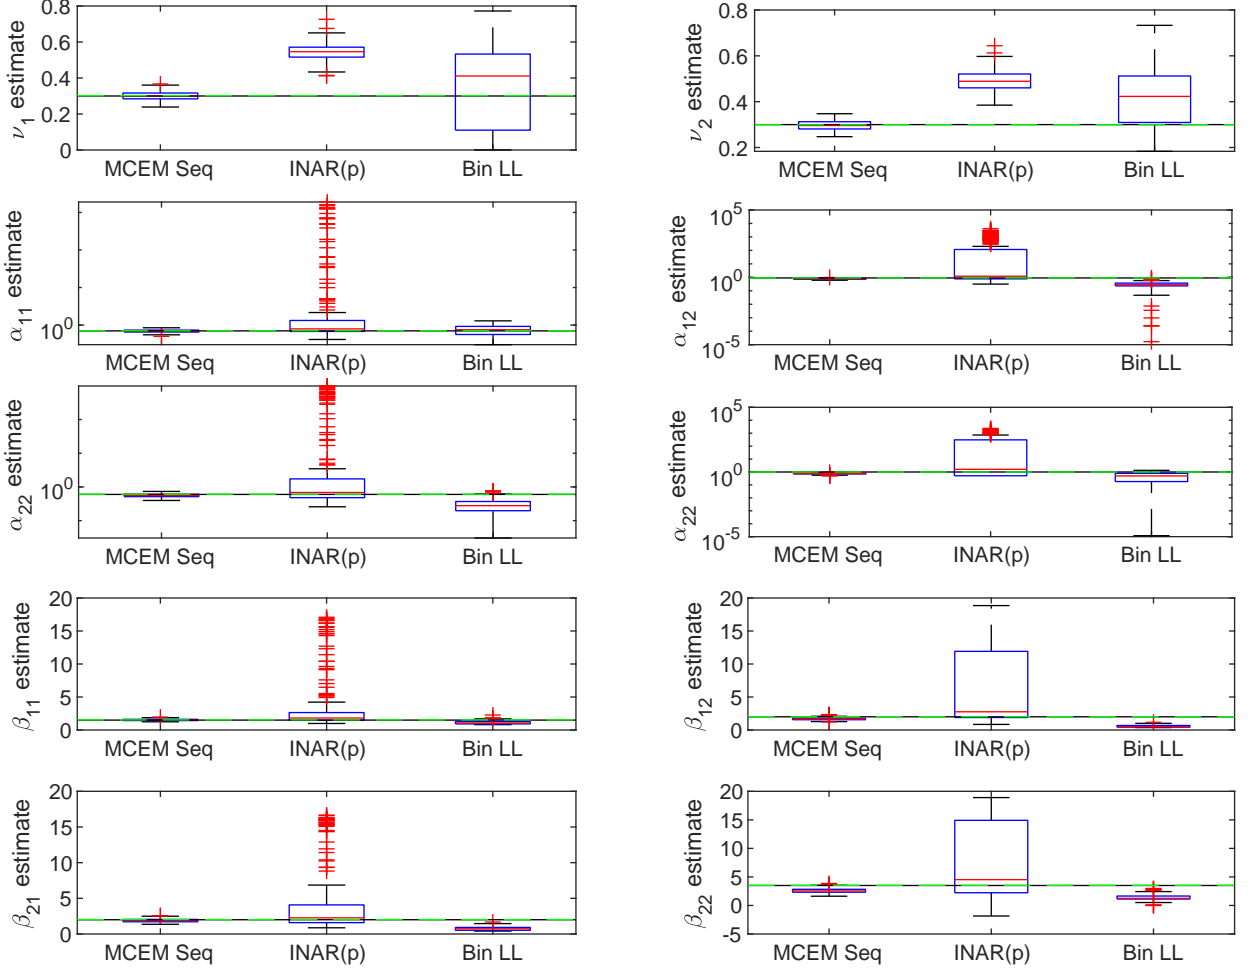 ν1 estimate
0.8
0.6
0.4
0.2
0
MCEM Seq INAR(p) Bin LL
ν2 estimate
0.8
0.6
0.4
0.2
MCEM Seq INAR(p) Bin LL
α11 estimate
10^0
MCEM Seq INAR(p) Bin LL
α12 estimate
10^5
10^0
10^-5
MCEM Seq INAR(p) Bin LL
α22 estimate
10^0
MCEM Seq INAR(p) Bin LL
α22 estimate
10^5
10^0
10^-5
MCEM Seq INAR(p) Bin LL
β11 estimate
20
15
10
5
0
MCEM Seq INAR(p) Bin LL
β12 estimate
20
15
10
5
0
MCEM Seq INAR(p) Bin LL
β21 estimate
20
15
10
5
0
MCEM Seq INAR(p) Bin LL
β22 estimate
20
15
10
5
0
-5
MCEM Seq INAR(p) Bin LL